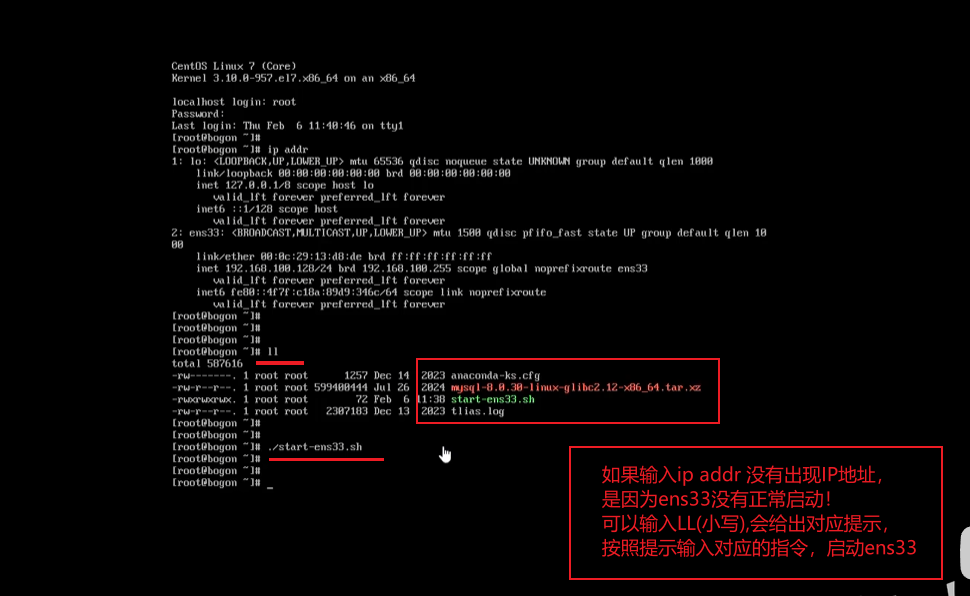 CentOS Linux 7 (Core)
Kernel 3.10.0-957.el7.x86_64 on an x86_64
localhost login: root
Password:
Last login: Thu Feb  6 11:40:46 on tty1
[root@bogon ~]#
[root@bogon ~]# ip addr
1: lo: <LOOPBACK,UP,LOWER_UP> mtu 65536 qdisc noqueue state UNKNOWN group default qlen 1000
    link/loopback 00:00:00:00:00:00 brd 00:00:00:00:00:00
    inet 127.0.0.1/8 scope host lo
       valid_lft forever preferred_lft forever
    inet6 ::1/128 scope host
       valid_lft forever preferred_lft forever
2: ens33: <BROADCAST,MULTICAST,UP,LOWER_UP> mtu 1500 qdisc pfifo_fast state UP group default qlen 10
00
    link/ether 00:0c:29:13:d8:de brd ff:ff:ff:ff:ff:ff
    inet 192.168.100.128/24 brd 192.168.100.255 scope global noprefixroute ens33
       valid_lft forever preferred_lft forever
    inet6 fe80::4f7f:c18a:89d9:346c/64 scope link noprefixroute
       valid_lft forever preferred_lft forever
[root@bogon ~]#
[root@bogon ~]#
[root@bogon ~]#
[root@bogon ~]# ll
total 587616
-rw-------. 1 root root      1257 Dec 14  2023 anaconda-ks.cfg
-rw-r--r--. 1 root root 599400444 Jul 26  2024 mysql-8.0.30-linux-glibc2.12-x86_64.tar.xz
-rwxrwxrwx. 1 root root        72 Feb  6 11:38 start-ens33.sh
-rw-r--r--. 1 root root   2307183 Dec 13  2023 tlias.log
[root@bogon ~]#
[root@bogon ~]#
[root@bogon ~]# ./start-ens33.sh
[root@bogon ~]#
[root@bogon ~]#
[root@bogon ~]# _
如果输入ip addr 没有出现IP地址，
是因为ens33没有正常启动！
可以输入LL(小写),会给出对应提示，
按照提示输入对应的指令，启动ens33